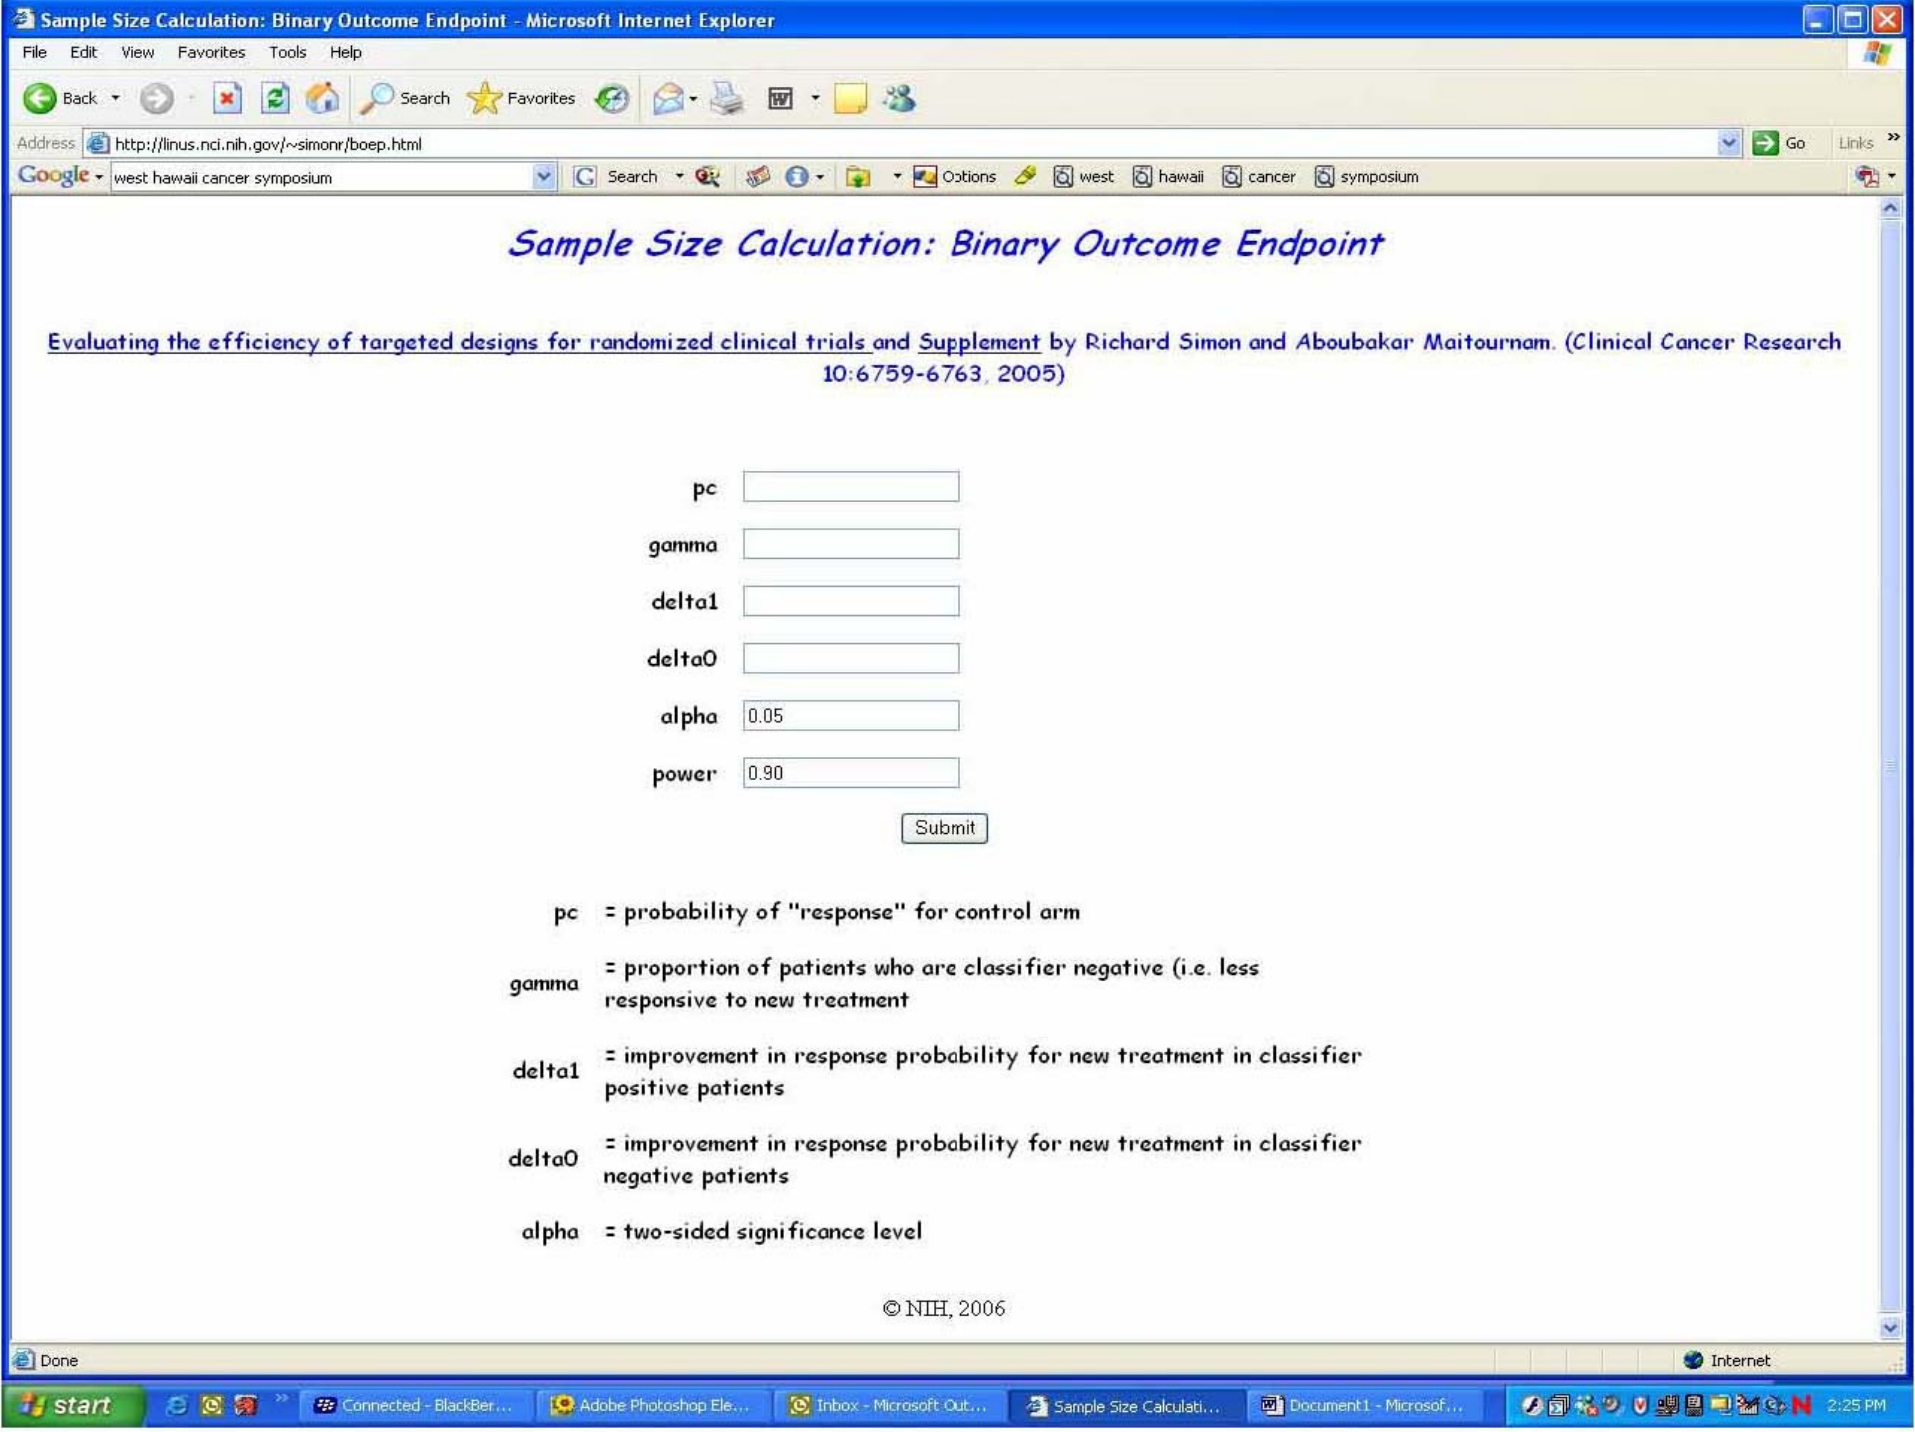 Sample Size Calculation: Binary Outcome Endpoint - Microsoft Internet Explorer
File Edit View Favorites Tools Help
Back Search Favorites
Address http://linus.nci.nih.gov/~simonr/boep.html Go Links »
Google west hawaii cancer symposium Search Options west hawaii cancer symposium
Sample Size Calculation: Binary Outcome Endpoint
Evaluating the efficiency of targeted designs for randomized clinical trials and Supplement by Richard Simon and Aboubakar Maitournam. (Clinical Cancer Research
10:6759-6763, 2005)
pc
gamma
delta1
delta0
alpha 0.05
power 0.90
Submit
pc = probability of "response" for control arm
gamma = proportion of patients who are classifier negative (i.e. less
responsive to new treatment
delta1 = improvement in response probability for new treatment in classifier
positive patients
delta0 = improvement in response probability for new treatment in classifier
negative patients
alpha = two-sided significance level
© NIH, 2006
Done Internet
start » Connected - BlackBer... Adobe Photoshop Ele... Inbox - Microsoft Out... Sample Size Calculati... Document1 - Microsof... 2:25 PM